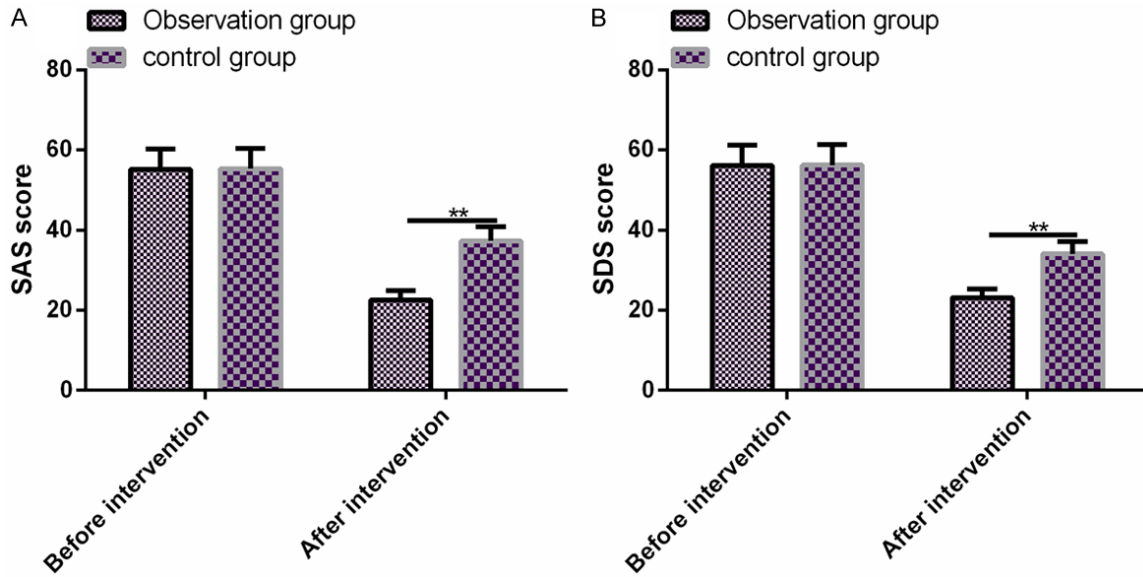 A
Observation group
control group
SAS score
80
60
40
20
0
**
Before intervention
After intervention
B
Observation group
control group
SDS score
80
60
40
20
0
**
Before intervention
After intervention